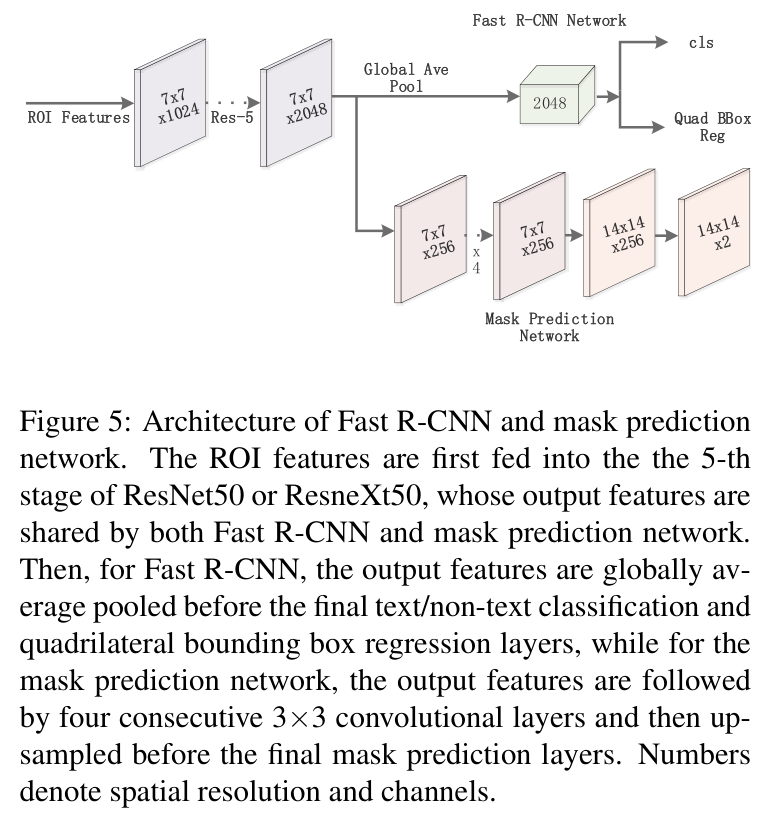 Fast R-CNN Network
cls
Global Ave
Pool
7x7
x1024
7x7
x2048
2048
ROI Features
Res-5
Quad BBox
Reg
7x7
x256
x
4
7x7
x256
14x14
x256
14x14
x2
Mask Prediction
Network
Figure 5: Architecture of Fast R-CNN and mask prediction
network. The ROI features are first fed into the the 5-th
stage of ResNet50 or ResneXt50, whose output features are
shared by both Fast R-CNN and mask prediction network.
Then, for Fast R-CNN, the output features are globally av-
erage pooled before the final text/non-text classification and
quadrilateral bounding box regression layers, while for the
mask prediction network, the output features are followed
by four consecutive 3×3 convolutional layers and then up-
sampled before the final mask prediction layers. Numbers
denote spatial resolution and channels.